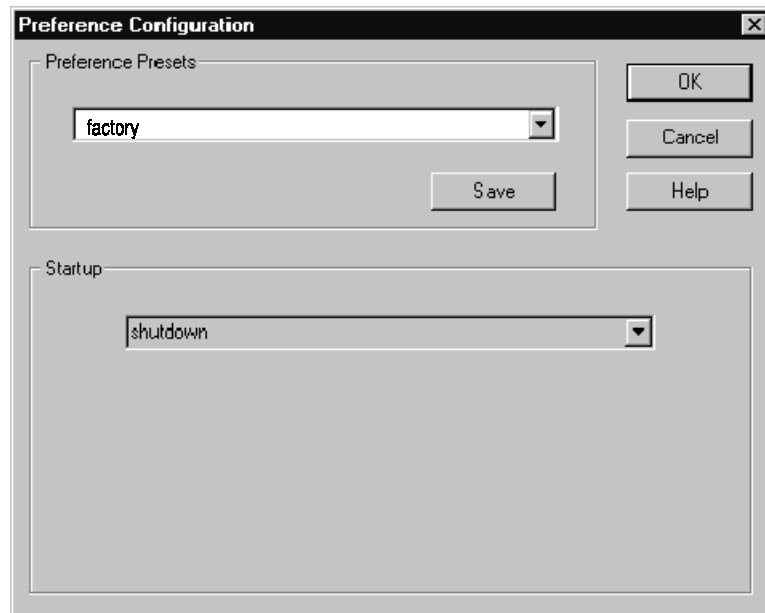 Preference Configuration
Preference Presets
factory
Save
OK
Cancel
Help
Startup
shutdown